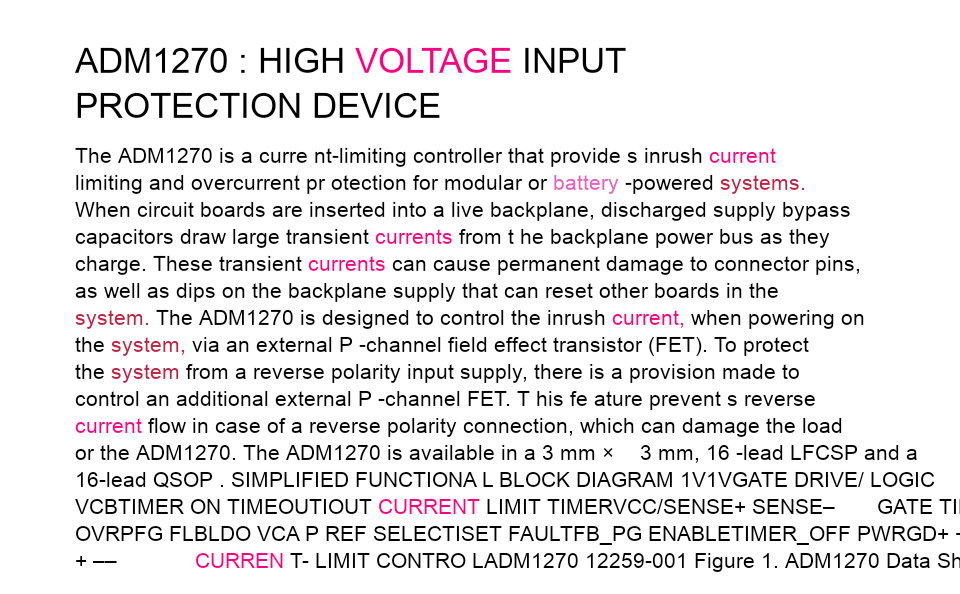 ADM1270 : HIGH VOLTAGE INPUT
PROTECTION DEVICE
The ADM1270 is a curre nt-limiting controller that provide s inrush current
limiting and overcurrent pr otection for modular or battery -powered systems.
When circuit boards are inserted into a live backplane, discharged supply bypass
capacitors draw large transient currents from t he backplane power bus as they
charge. These transient currents can cause permanent damage to connector pins,
as well as dips on the backplane supply that can reset other boards in the
system. The ADM1270 is designed to control the inrush current, when powering on
the system, via an external P -channel field effect transistor (FET). To protect
the system from a reverse polarity input supply, there is a provision made to
control an additional external P -channel FET. T his fe ature prevent s reverse
current flow in case of a reverse polarity connection, which can damage the load
or the ADM1270. The ADM1270 is available in a 3 mm × 3 mm, 16 -lead LFCSP and a
16-lead QSOP . SIMPLIFIED FUNCTIONA L BLOCK DIAGRAM 1V1VGATE DRIVE/ LOGIC
VCBTIMER ON TIMEOUTIOUT CURRENT LIMIT TIMERVCC/SENSE+ SENSE– GATE TI
OVRPFG FLBLDO VCA P REF SELECTISET FAULTFB_PG ENABLETIMER_OFF PWRGD+
+ –– CURREN T- LIMIT CONTRO LADM1270 12259-001 Figure 1. ADM1270 Data Sh